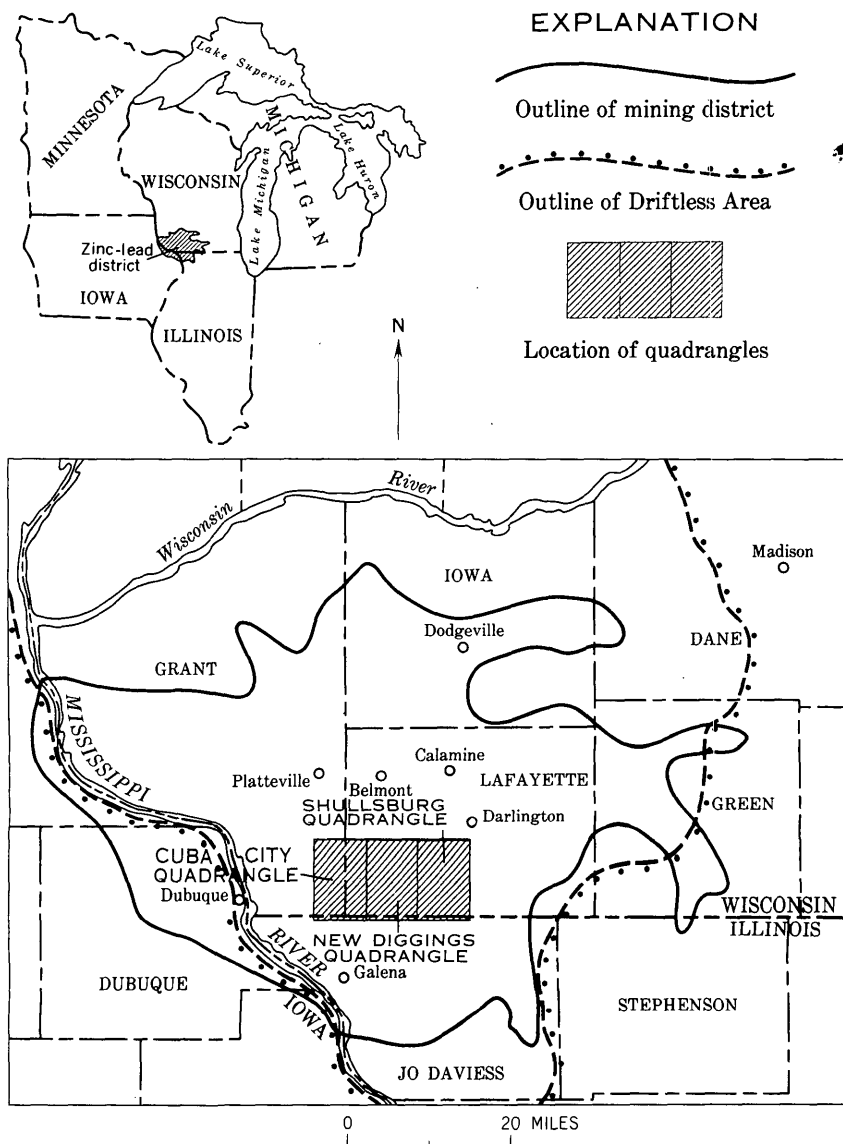 EXPLANATION
Outline of mining district
Outline of Driftless Area
Location of quadrangles
Lake Superior
MINNESOTA
WISCONSIN
MICHIGAN
Lake Michigan
Lake Huron
Zinc-lead
district
IOWA
ILLINOIS
N
Wisconsin River
IOWA
Madison
Dodgeville
DANE
GRANT
MISSISSIPPI RIVER
Platteville
Belmont
Calamine
LAFAYETTE
GREEN
SHULLSBURG
QUADRANGLE
Darlington
CUBA CITY
QUADRANGLE
Dubuque
WISCONSIN
ILLINOIS
NEW DIGGINGS
QUADRANGLE
Galena
DUBUQUE
IOWA
STEPHENSON
JO DAVIESS
0 20 MILES